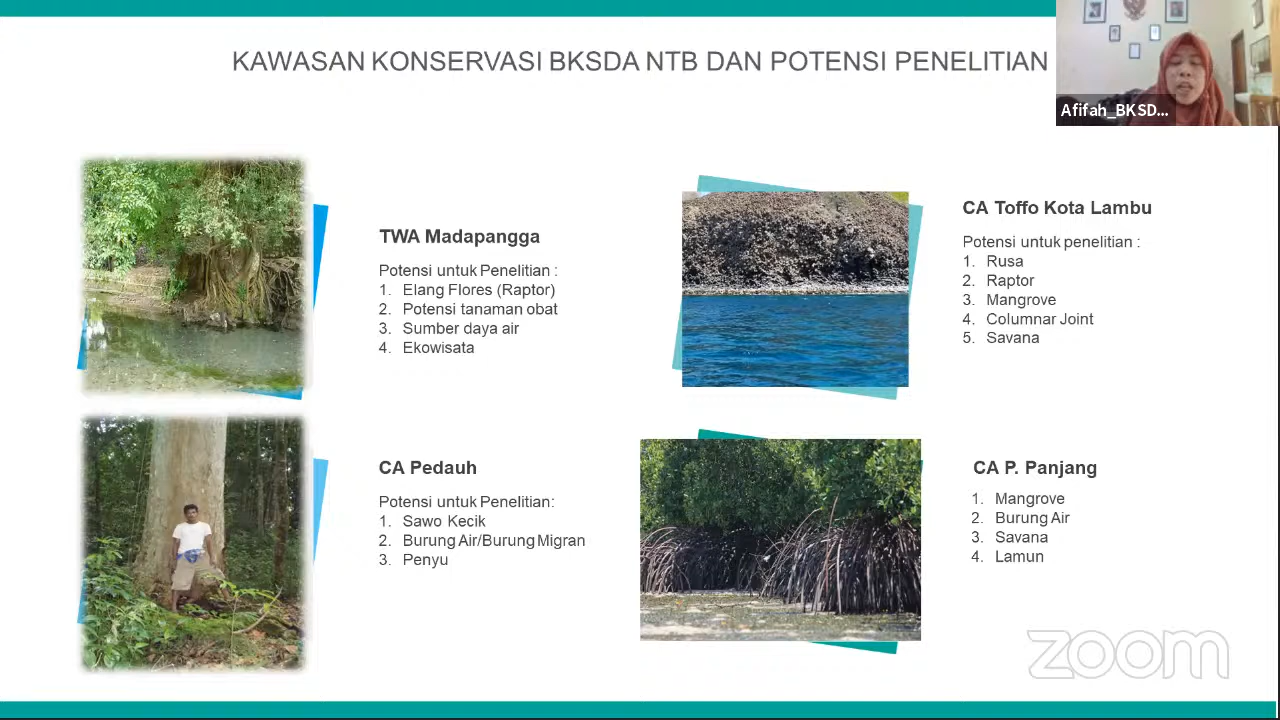 KAWASAN KONSERVASI BKSDA NTB DAN POTENSI PENELITIAN
Afifah_BKSD...
TWA Madapangga
Potensi untuk Penelitian :
1. Elang Flores (Raptor)
2. Potensi tanaman obat
3. Sumber daya air
4. Ekowisata
CA Toffo Kota Lambu
Potensi untuk penelitian :
1. Rusa
2. Raptor
3. Mangrove
4. Columnar Joint
5. Savana
CA Pedauh
Potensi untuk Penelitian:
1. Sawo Kecik
2. Burung Air/Burung Migran
3. Penyu
CA P. Panjang
1. Mangrove
2. Burung Air
3. Savana
4. Lamun
zoom